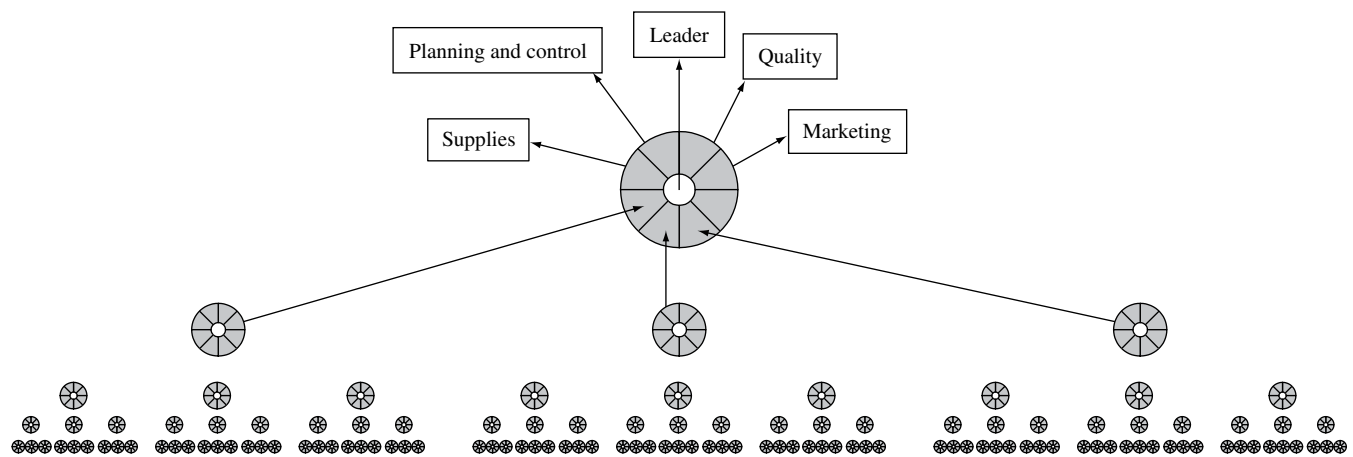 Leader
Planning and control
Quality
Marketing
Supplies